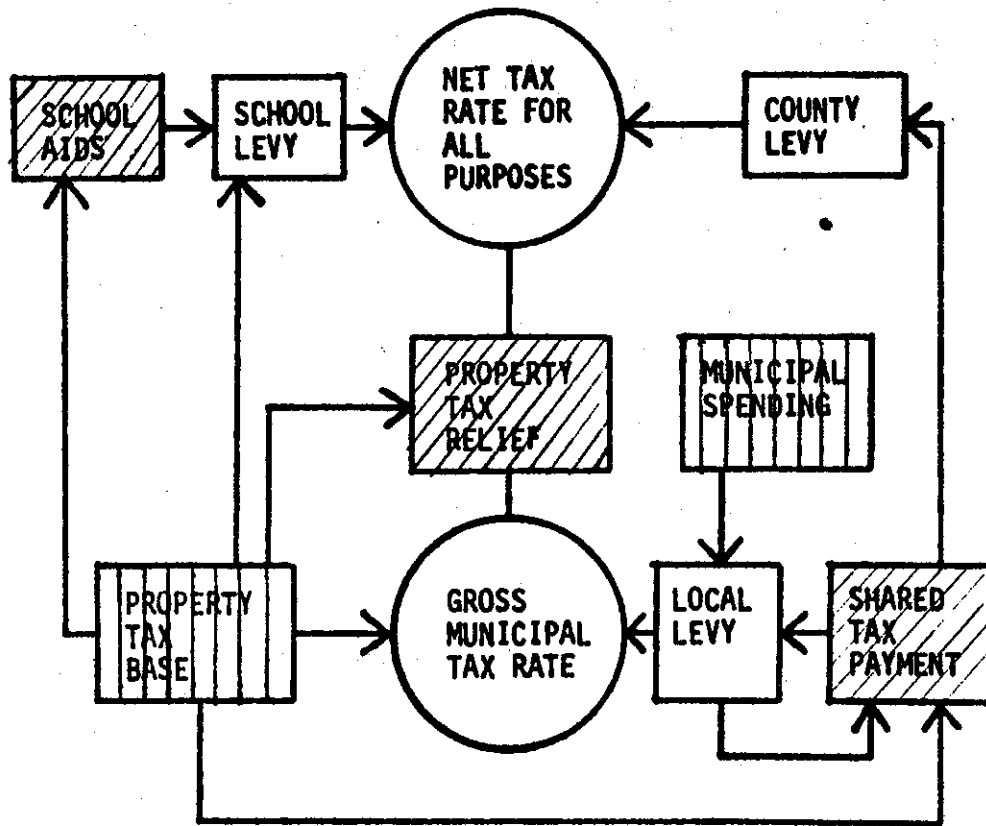 SCHOOL
AIDS
SCHOOL
LEVY
NET TAX
RATE FOR
ALL
PURPOSES
COUNTY
LEVY
PROPERTY
TAX
RELIEF
MUNICIPAL
SPENDING
PROPERTY
TAX
BASE
GROSS
MUNICIPAL
TAX RATE
LOCAL
LEVY
SHARED
TAX
PAYMENT